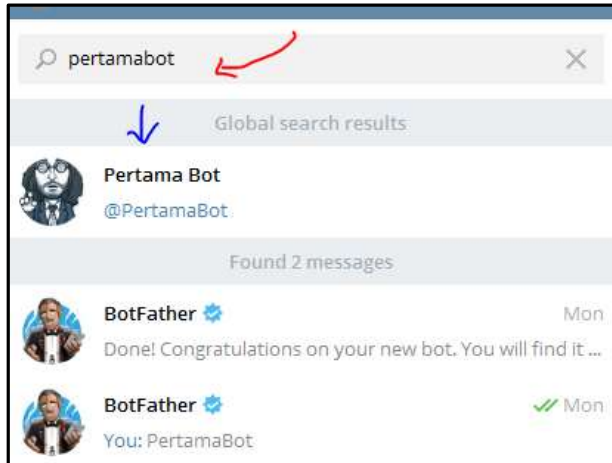 pertamabot
Global search results
Pertama Bot
@PertamaBot
Found 2 messages
BotFather Mon
Done! Congratulations on your new bot. You will find it ...
BotFather Mon
You: PertamaBot